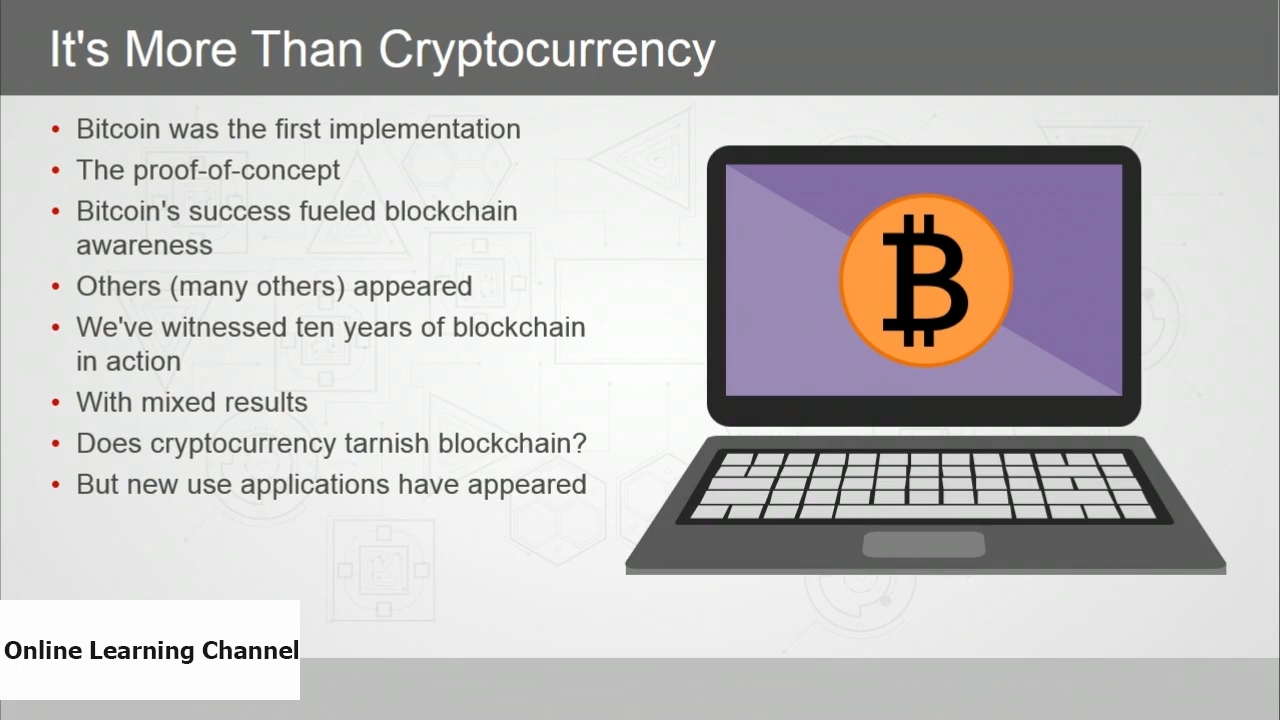 It's More Than Cryptocurrency
• Bitcoin was the first implementation
• The proof-of-concept
• Bitcoin's success fueled blockchain
awareness
• Others (many others) appeared
• We've witnessed ten years of blockchain
in action
• With mixed results
• Does cryptocurrency tarnish blockchain?
• But new use applications have appeared
Online Learning Channel